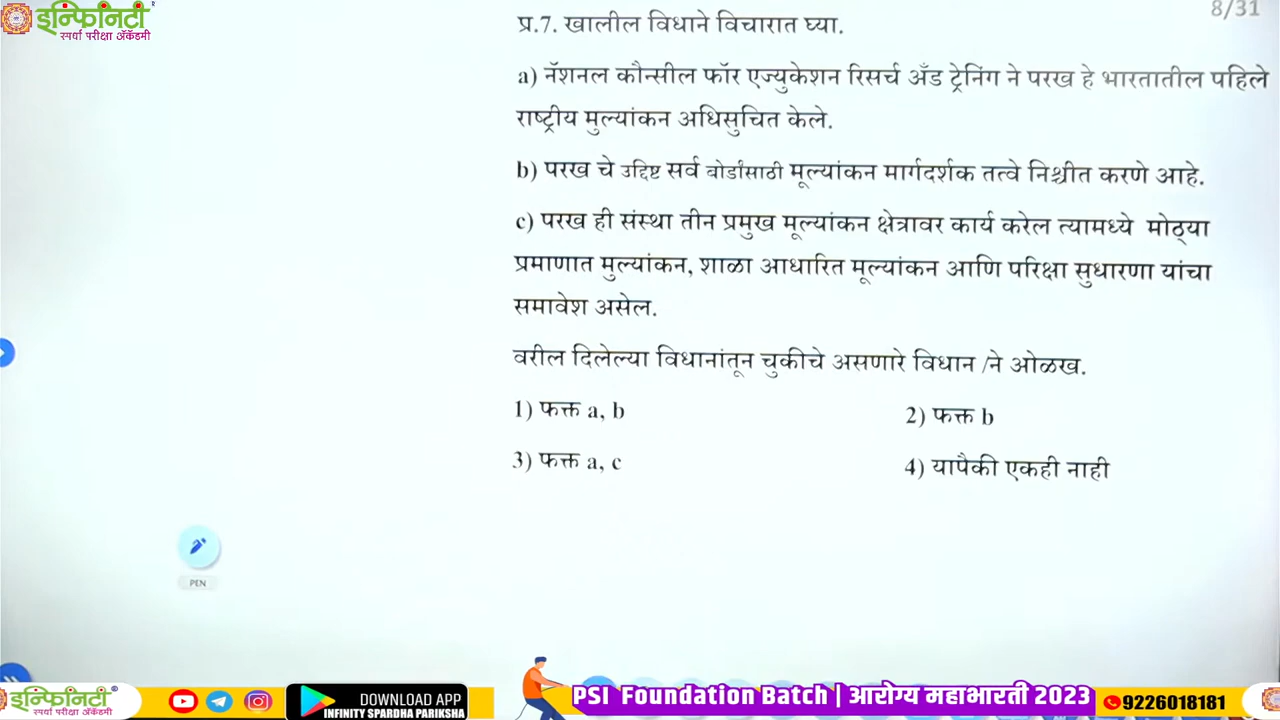 इन्फिनिटी
स्पर्धा परीक्षा अ‍ॅकॅडमी
8/31
प्र.7. खालील विधाने विचारात घ्या.
a) नॅशनल कौन्सील फॉर एज्युकेशन रिसर्च अँड ट्रेनिंग ने परख हे भारतातील पहिले
राष्ट्रीय मुल्यांकन अधिसुचित केले.
b) परख चे उद्दिष्ट सर्व बोर्डांसाठी मूल्यांकन मार्गदर्शक तत्वे निश्चीत करणे आहे.
c) परख ही संस्था तीन प्रमुख मूल्यांकन क्षेत्रावर कार्य करेल त्यामध्ये मोठ्या
प्रमाणात मुल्यांकन, शाळा आधारित मूल्यांकन आणि परिक्षा सुधारणा यांचा
समावेश असेल.
वरील दिलेल्या विधानांतून चुकीचे असणारे विधान /ने ओळख.
1) फक्त a, b
2) फक्त b
3) फक्त a, c
4) यापैकी एकही नाही
PEN
इन्फिनिटी
स्पर्धा परीक्षा अ‍ॅकॅडमी
DOWNLOAD APP
INFINITY SPARDHA PARIKSHA
PSI Foundation Batch | आरोग्य महाभारती 2023
9226018181